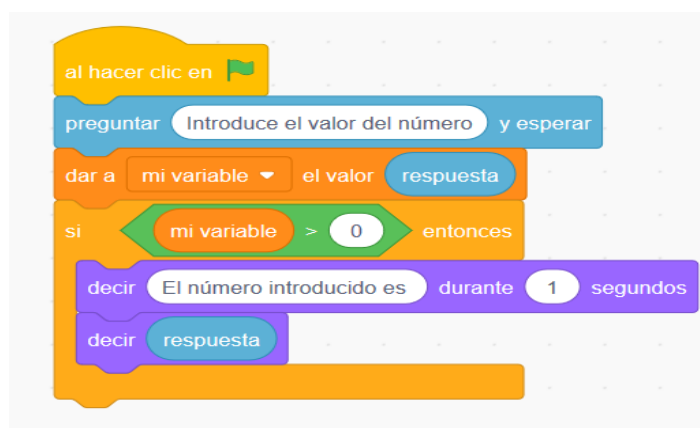 al hacer clic en
preguntar Introduce el valor del número y esperar
dar a mi variable el valor respuesta
si mi variable > 0 entonces
decir El número introducido es durante 1 segundos
decir respuesta